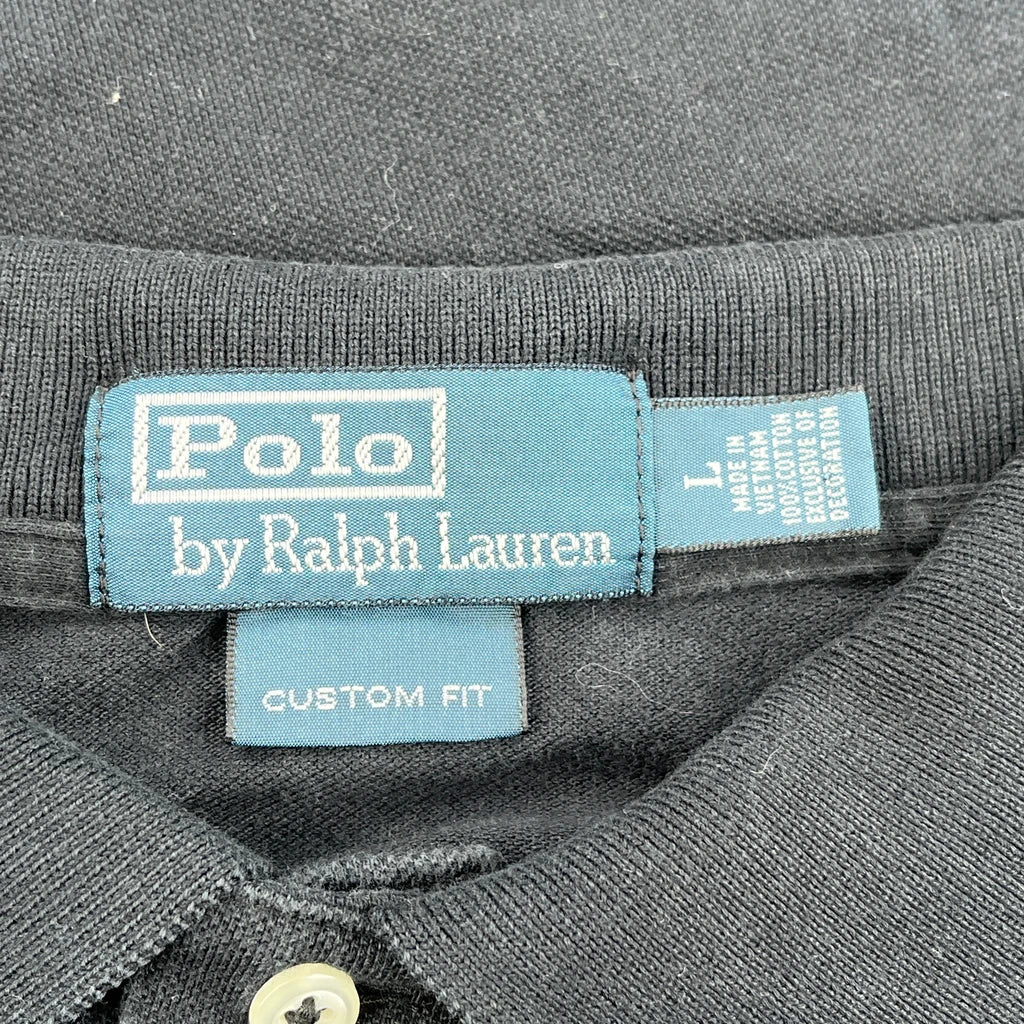 Polo
by Ralph Lauren
L
MADE IN
VIETNAM
100% COTTON
EXCLUSIVE OF
DECORATION
CUSTOM FIT